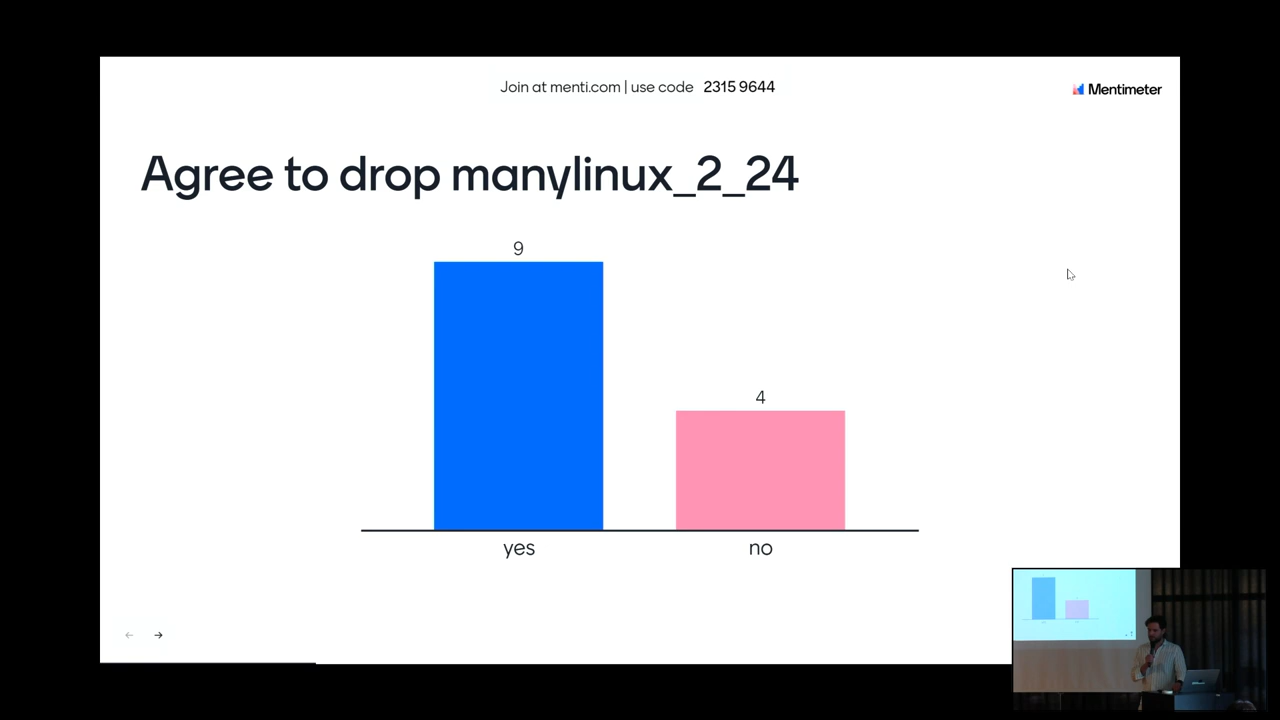 Join at menti.com | use code 2315 9644
Mentimeter
Agree to drop manylinux_2_24
9
4
yes
no